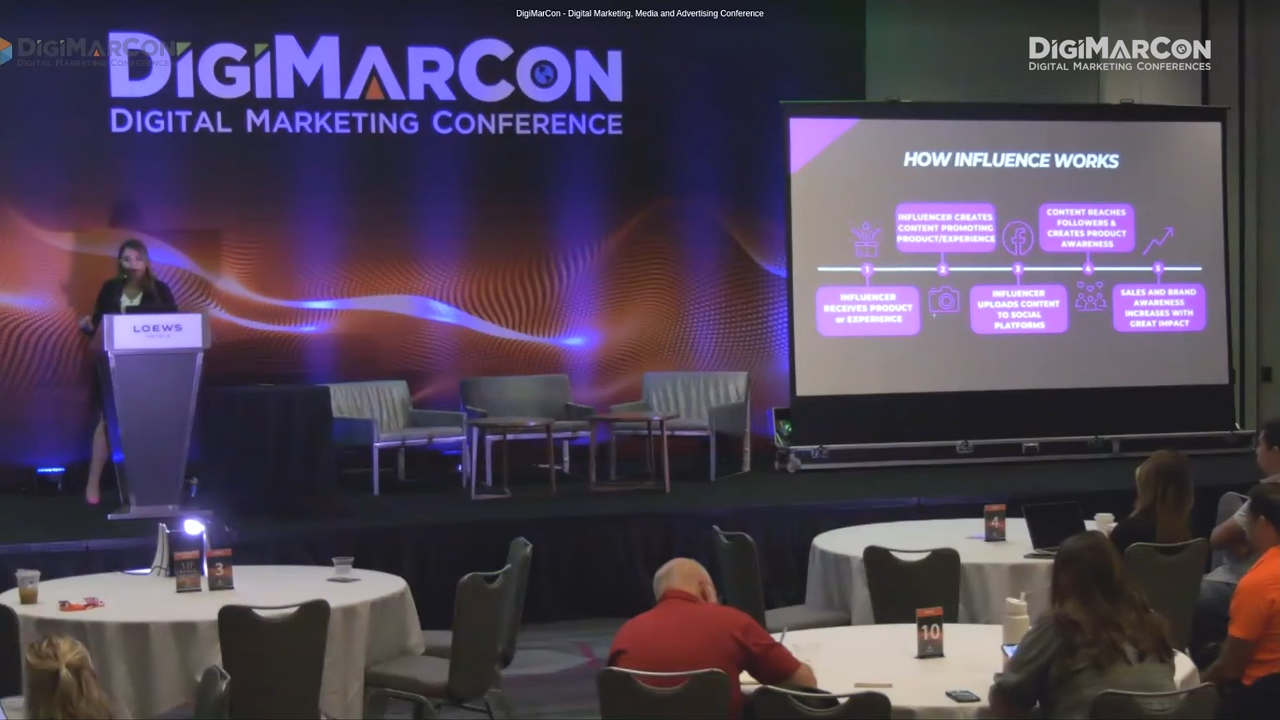 DigiMarCon - Digital Marketing, Media and Advertising Conference
DIGIMARCON
DIGITAL MARKETING CONFERENCES
DIGIMARCON
DIGITAL MARKETING CONFERENCE
DIGIMARCON
DIGITAL MARKETING CONFERENCES
HOW INFLUENCE WORKS
INFLUENCER CREATES
CONTENT PROMOTING
PRODUCT/EXPERIENCE
CONTENT REACHES
FOLLOWERS &
CREATES PRODUCT
AWARENESS
1
2
3
4
5
INFLUENCER
RECEIVES PRODUCT
or EXPERIENCE
INFLUENCER
UPLOADS CONTENT
TO SOCIAL
PLATFORMS
SALES AND BRAND
AWARENESS
INCREASES WITH
GREAT IMPACT
LOEWS
HOTELS
4
VIP
3
10